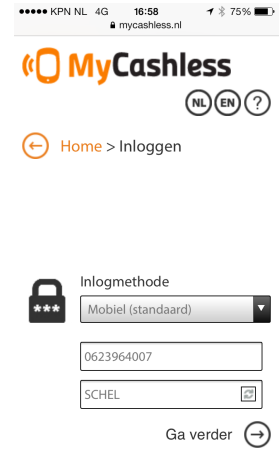 KPN NL 4G 16:58 75%
mycashless.nl
MyCashless
NL EN ?
Home > Inloggen
Inlogmethode
***
Mobiel (standaard)
0623964007
SCHEL
Ga verder